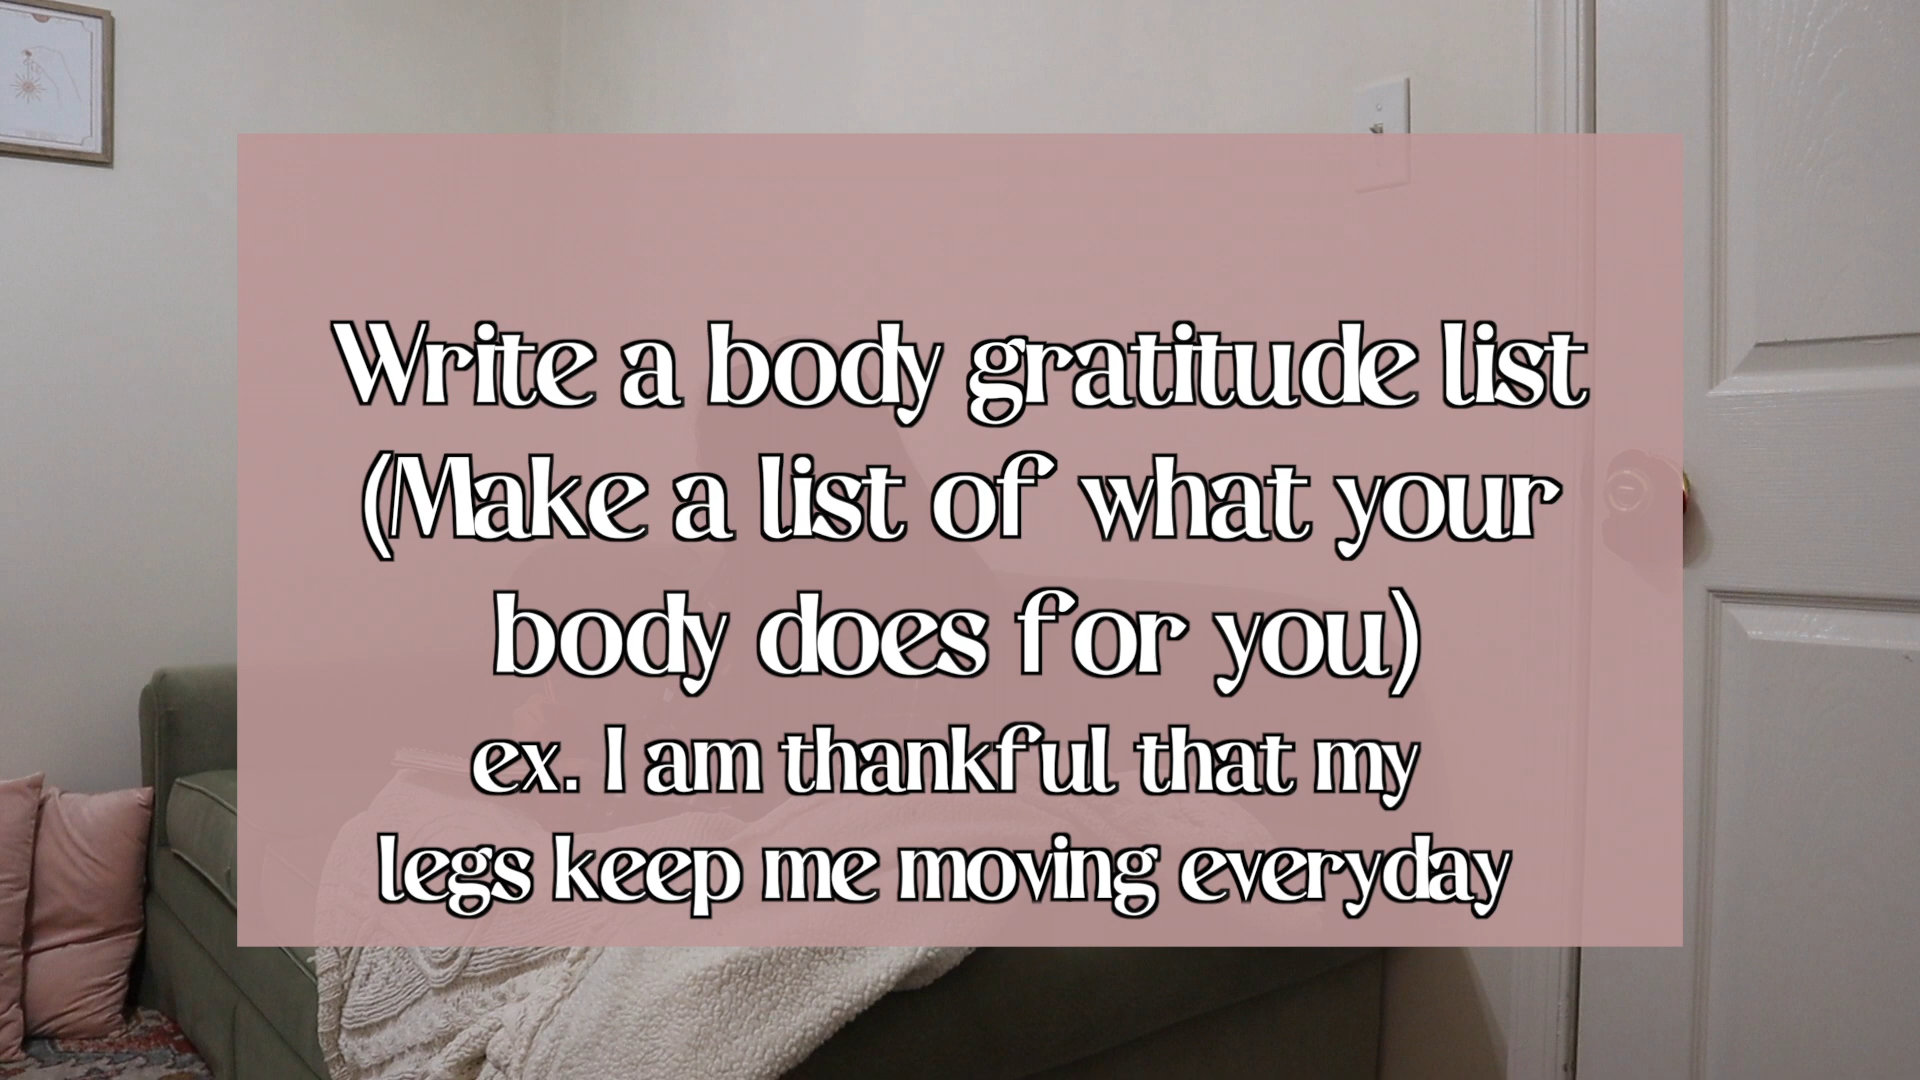 Write a body gratitude list
(Make a list of what your
body does for you)
ex. I am thankful that my
legs keep me moving everyday